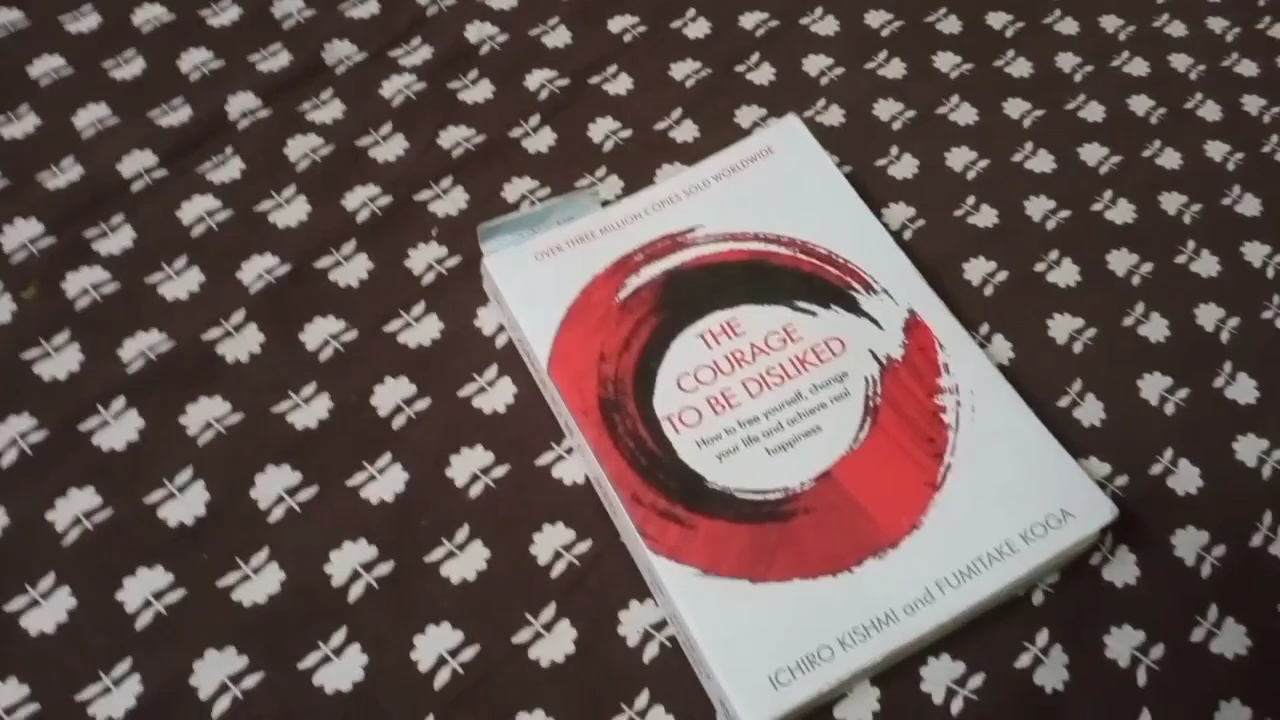 OVER THREE MILLION COPIES SOLD WORLDWIDE
THE
COURAGE
TO BE DISLIKED
How to free yourself, change
your life and achieve real
happiness
ICHIRO KISHMI and FUMITAKE KOGA